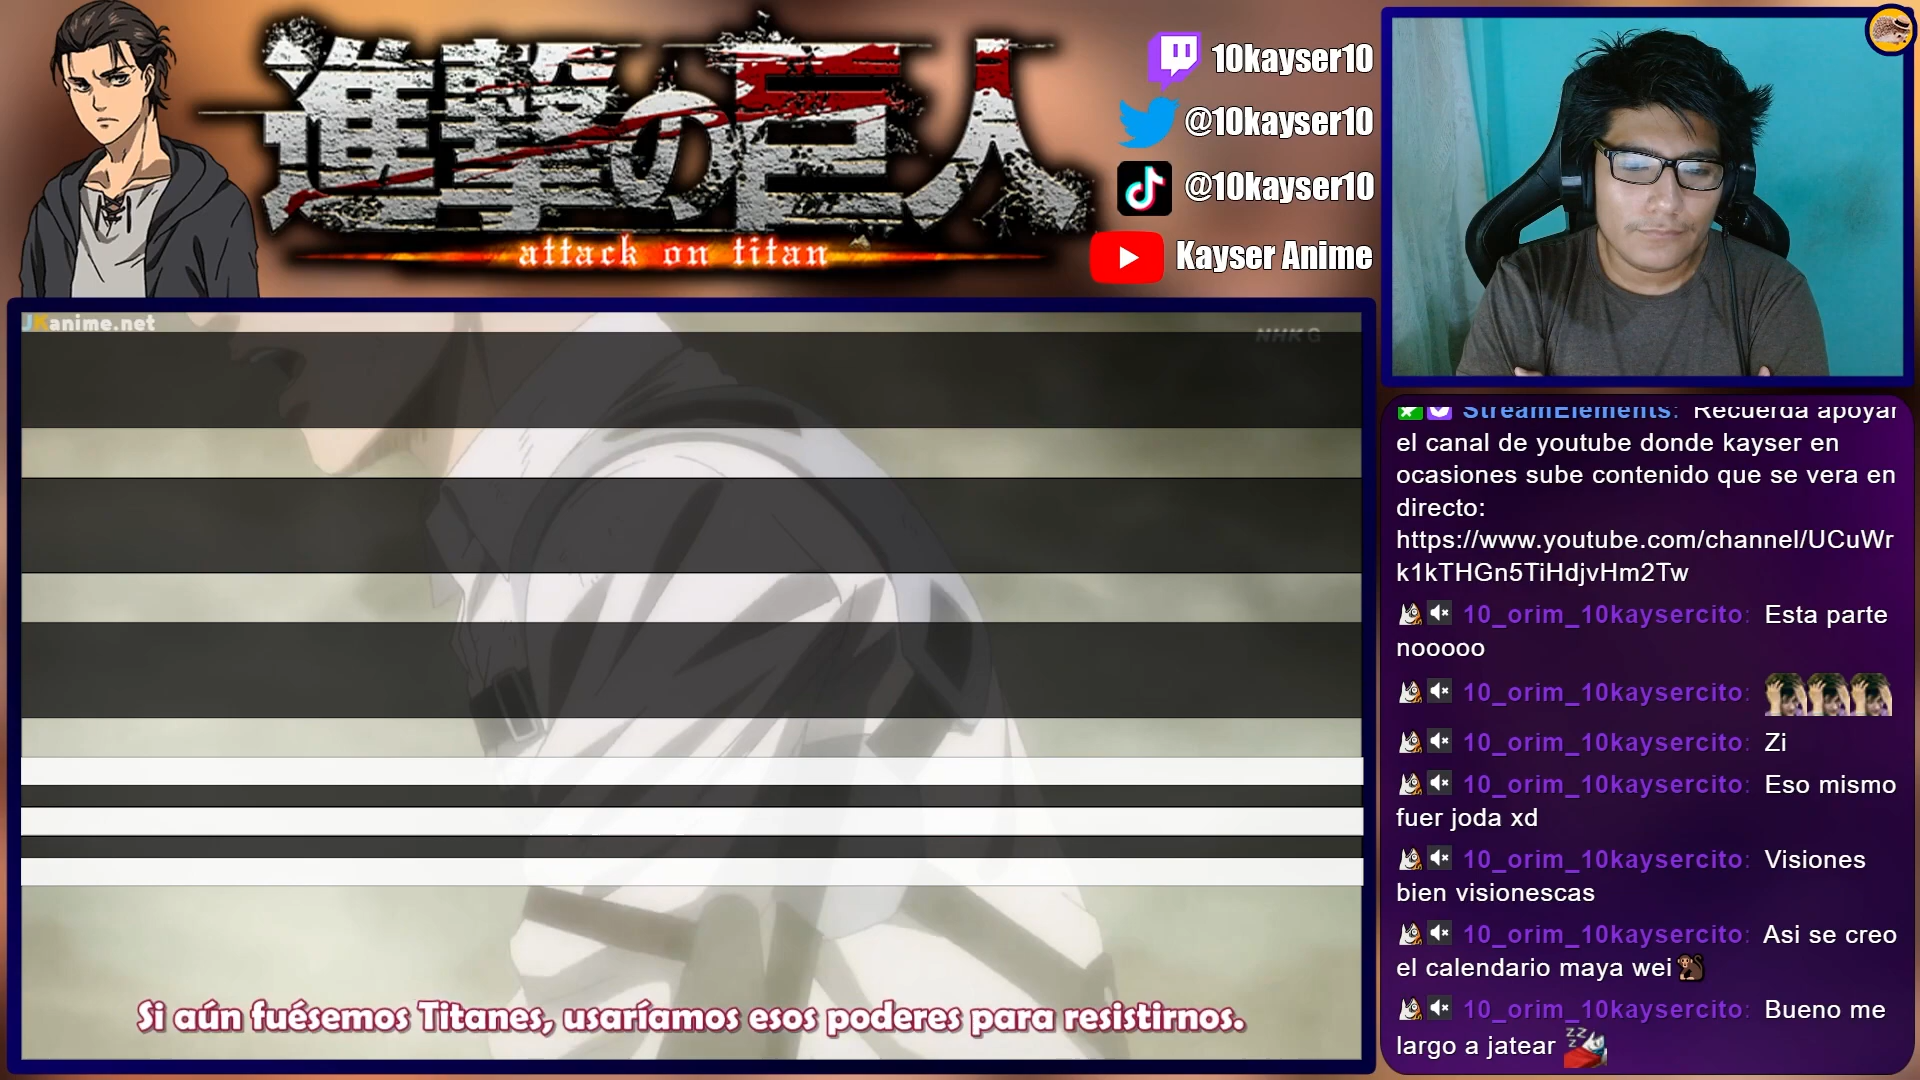 進撃の巨人
attack on titan
10kayser10
@10kayser10
@10kayser10
Kayser Anime
JKanime.net
NHK G
Si aún fuésemos Titanes, usaríamos esos poderes para resistirnos.
StreamElements: Recuerda apoyar
el canal de youtube donde kayser en
ocasiones sube contenido que se vera en
directo:
https://www.youtube.com/channel/UCuWr
k1kTHGn5TiHdjvHm2Tw
10_orim_10kaysercito: Esta parte
nooooo
10_orim_10kaysercito:
10_orim_10kaysercito: Zi
10_orim_10kaysercito: Eso mismo
fuer joda xd
10_orim_10kaysercito: Visiones
bien visionescas
10_orim_10kaysercito: Asi se creo
el calendario maya wei
10_orim_10kaysercito: Bueno me
largo a jatear